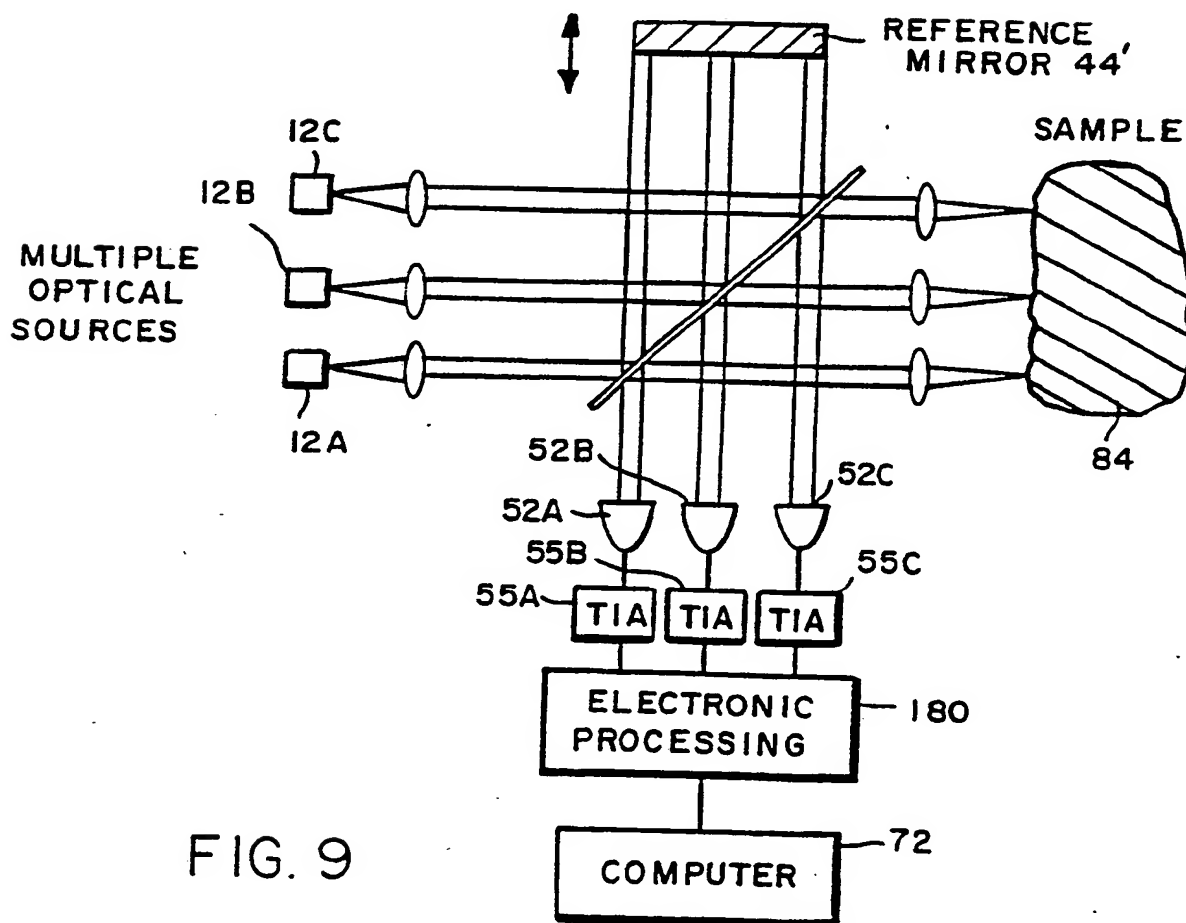 REFERENCE
MIRROR 44'
SAMPLE
12C
12B
MULTIPLE
OPTICAL
SOURCES
12A
84
52B
52C
52A
55B
55C
55A
TIA
TIA
TIA
ELECTRONIC
PROCESSING
180
72
COMPUTER
FIG. 9